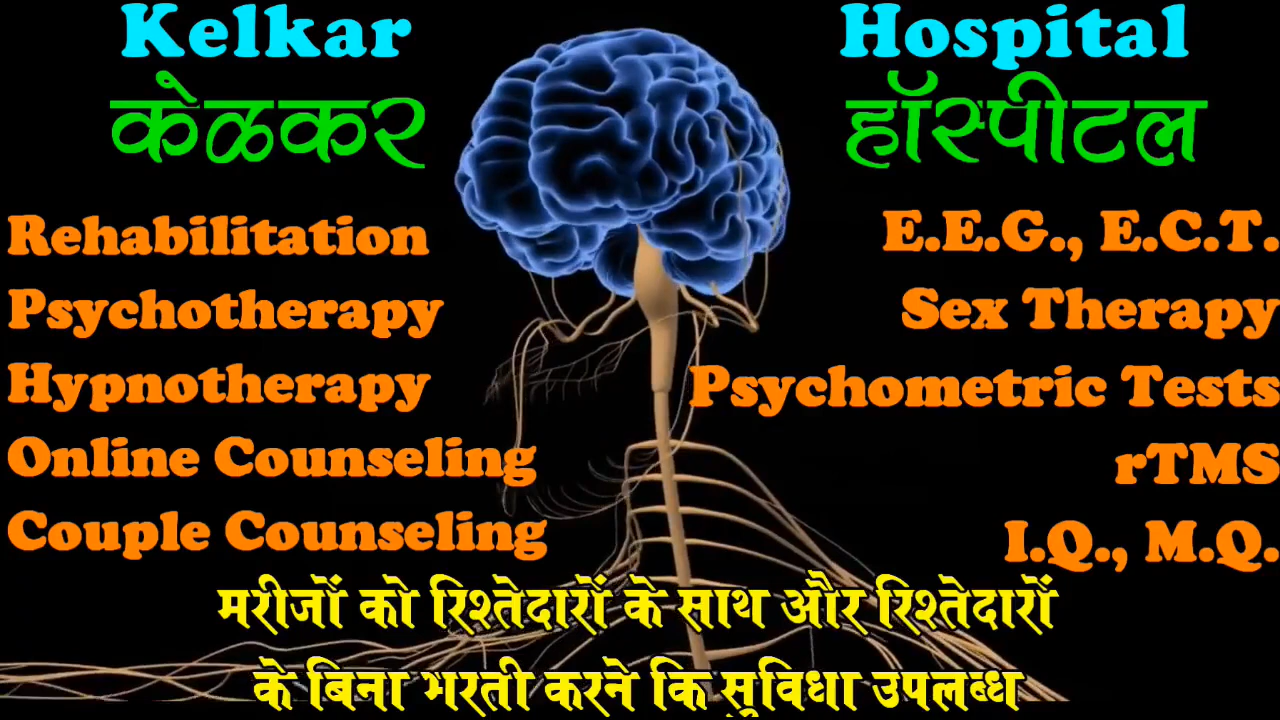 Kelkar Hospital
केळकर हॉस्पीटल
Rehabilitation
Psychotherapy
Hypnotherapy
Online Counseling
Couple Counseling
E.E.G., E.C.T.
Sex Therapy
Psychometric Tests
rTMS
I.Q., M.Q.
मरीजों को रिश्तेदारों के साथ और रिश्तेदारों
के बिना भरती करने कि सुविधा उपलब्ध